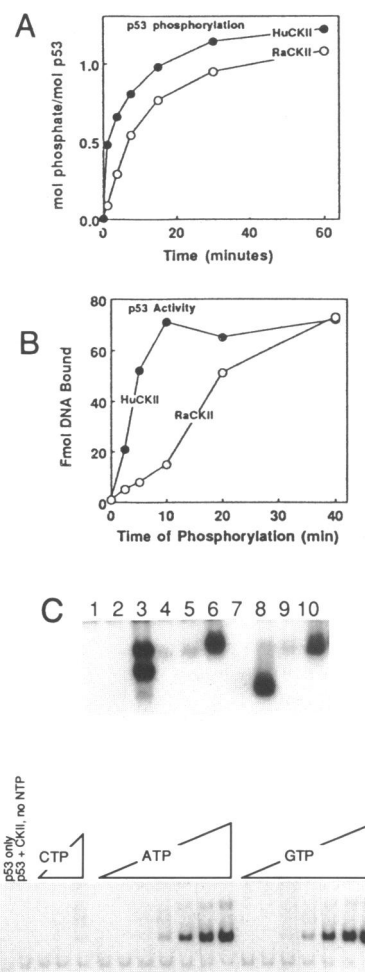 A
p53 phosphorylation
HuCKII
RaCKII
mol phosphate/mol p53
1.0
0.5
0.0
0 20 40 60
Time (minutes)
B
p53 Activity
HuCKII
RaCKII
Fmol DNA Bound
80
60
40
20
0
0 10 20 30 40
Time of Phosphorylation (min)
C
1 2 3 4 5 6 7 8 9 10
p53 only
p53 + CKII, no NTP
CTP
ATP
GTP